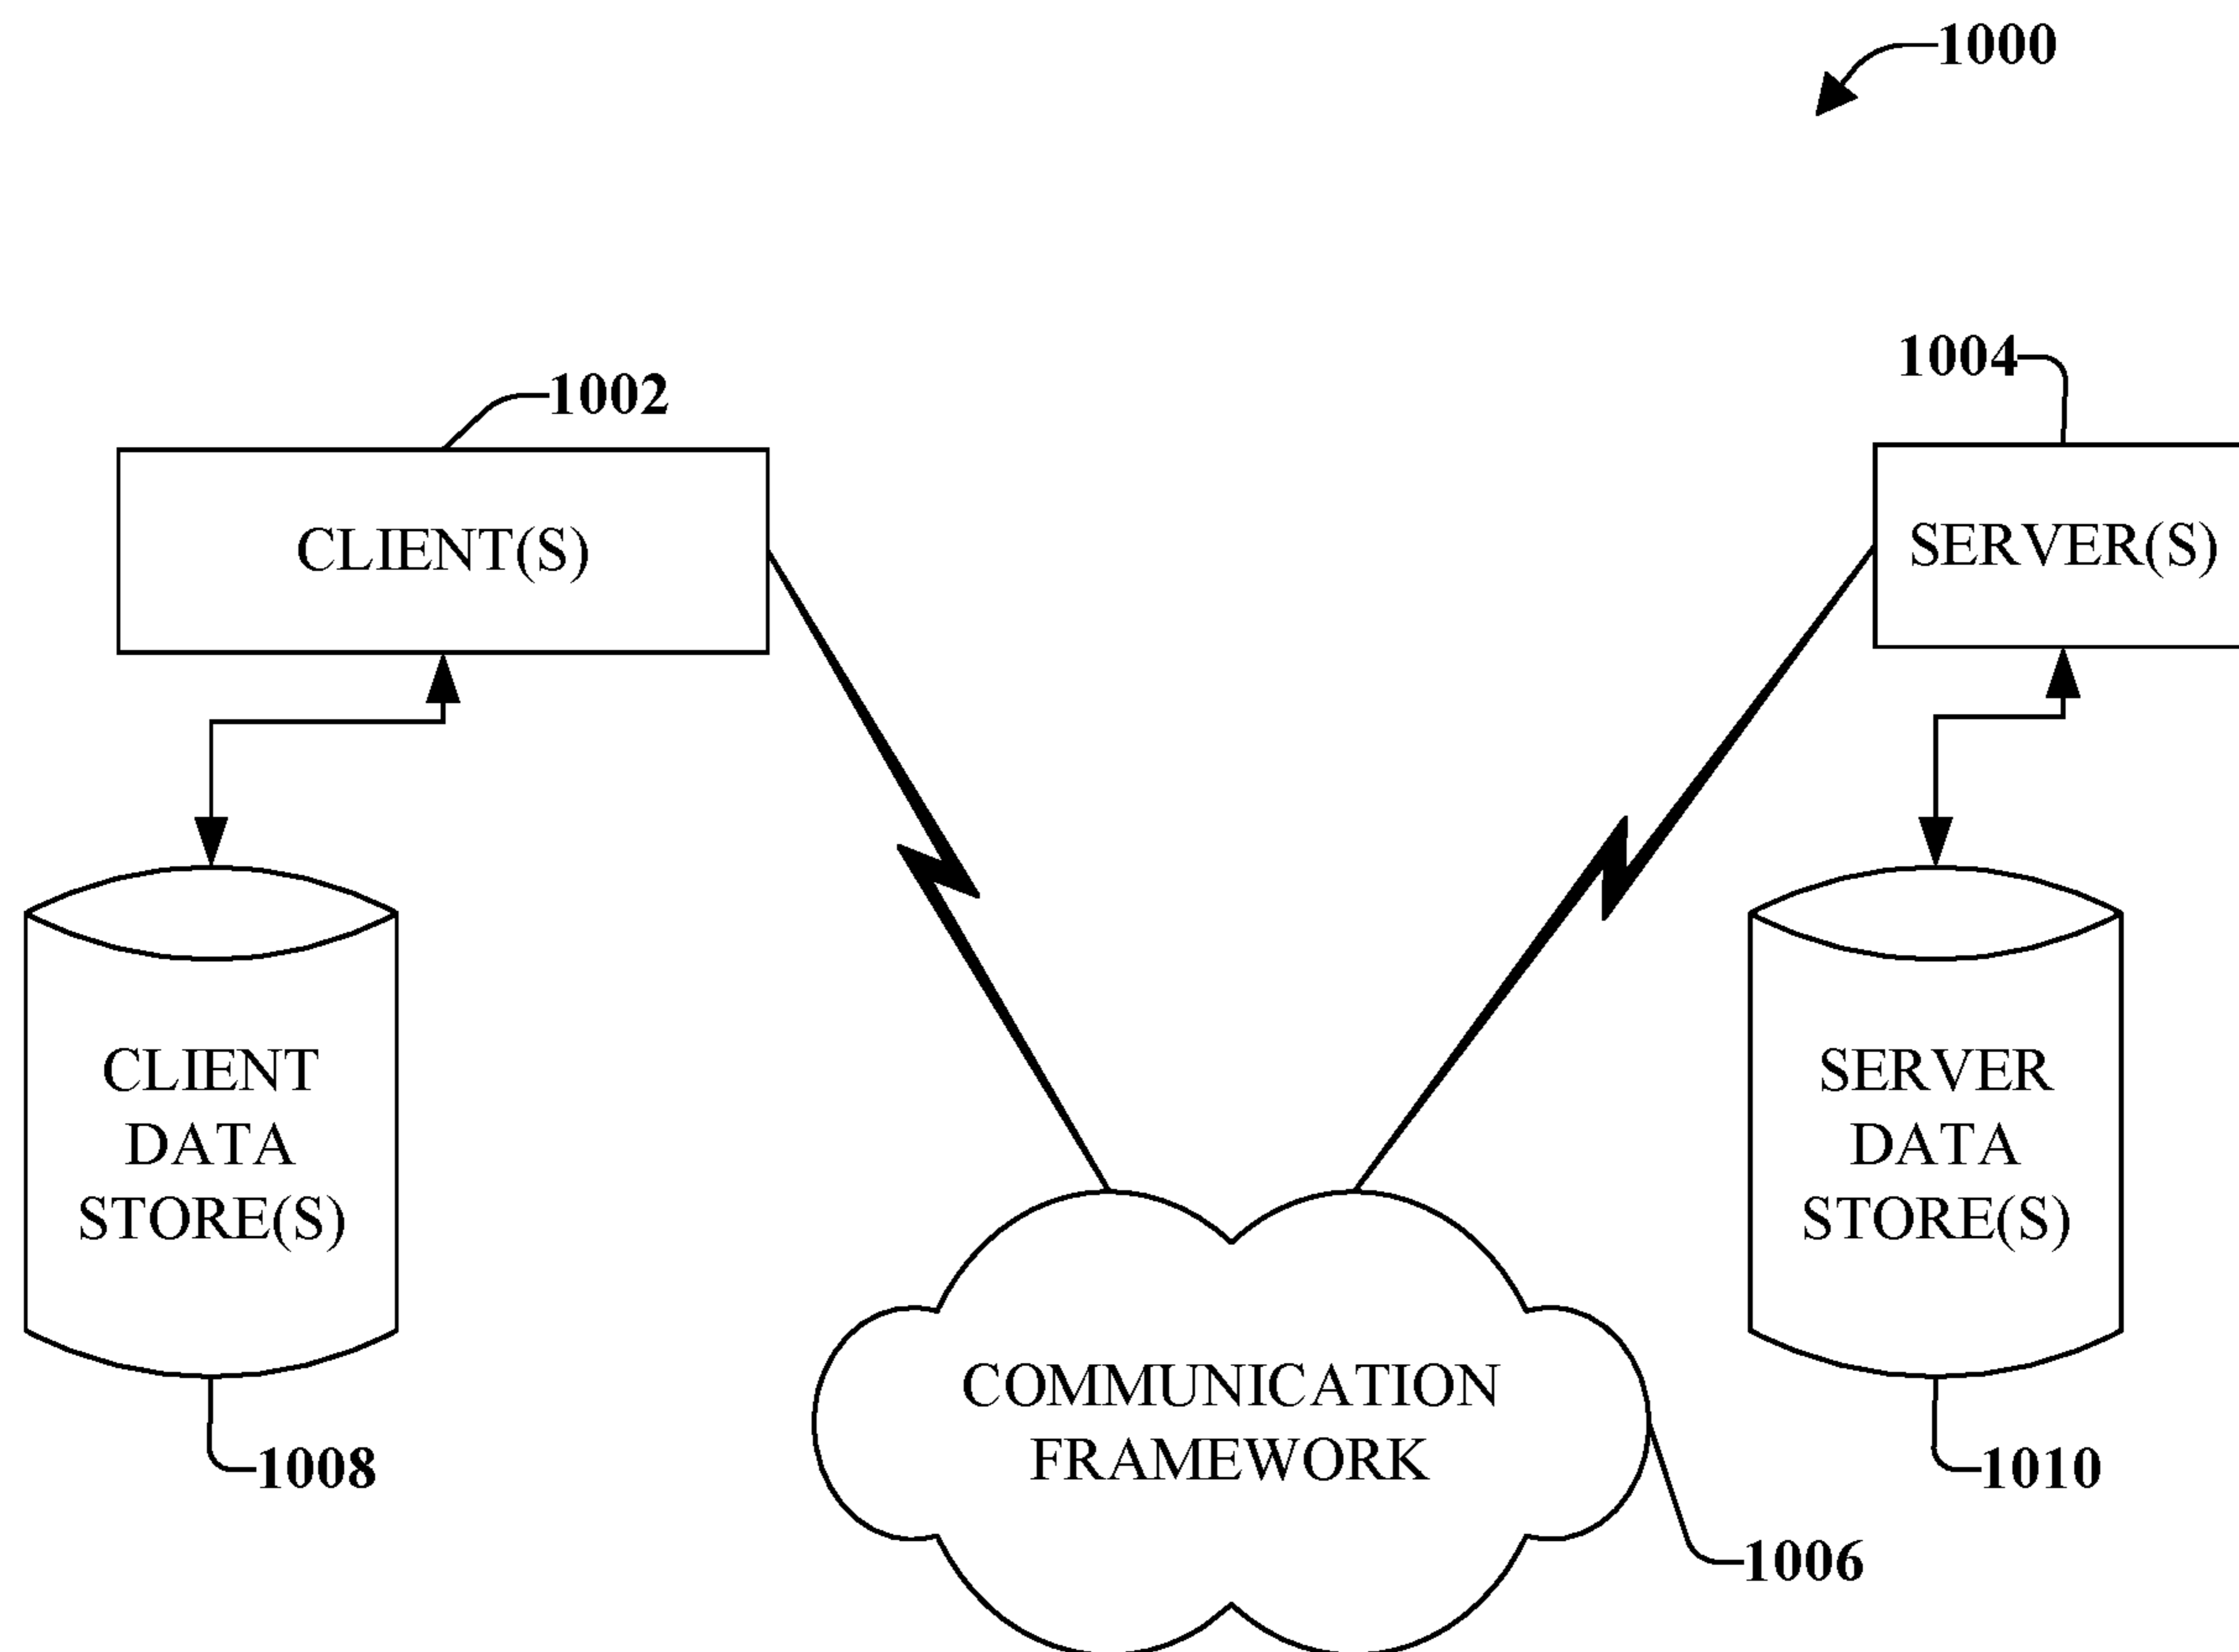 1000
1002
1004
CLIENT(S)
SERVER(S)
CLIENT
DATA
STORE(S)
SERVER
DATA
STORE(S)
COMMUNICATION
FRAMEWORK
1008
1010
1006